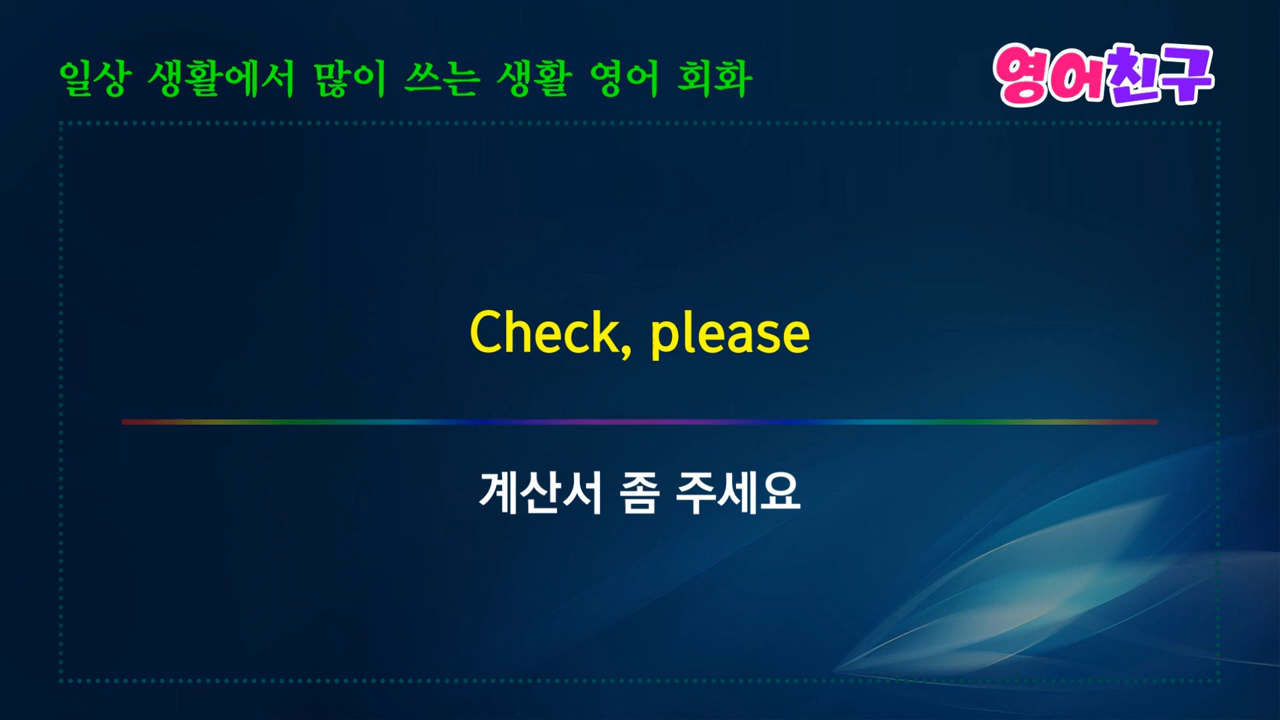 일상 생활에서 많이 쓰는 생활 영어 회화
영어친구
Check, please
계산서 좀 주세요